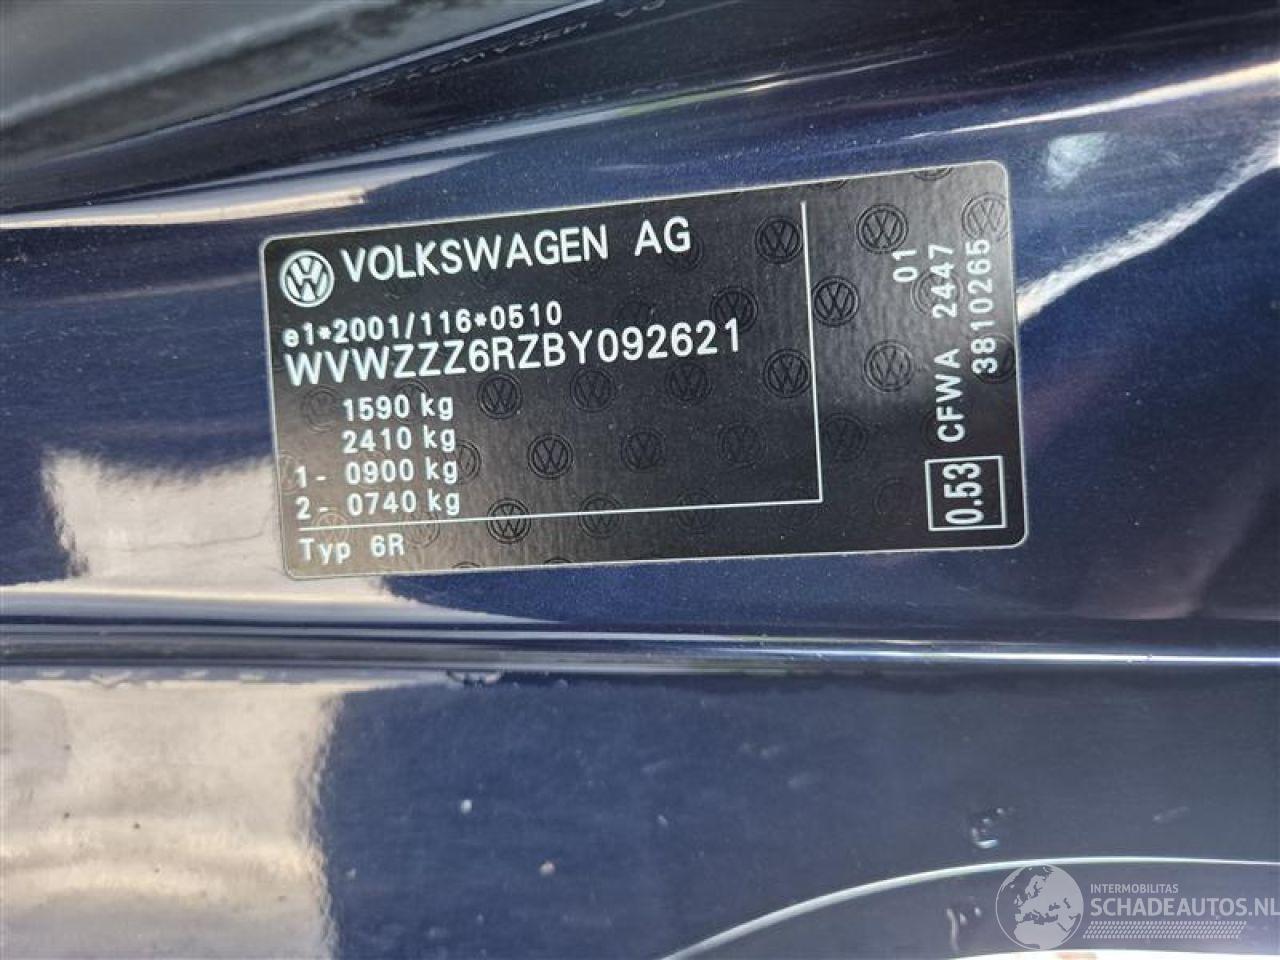 VOLKSWAGEN AG
e1*2001/116*0510
WVWZZZ6RZBY092621
1590 kg
2410 kg
1- 0900 kg
2- 0740 kg
Typ 6R
01
CFWA 2447
3810265
0.53
INTERMOBILITAS
SCHADEAUTOS.NL